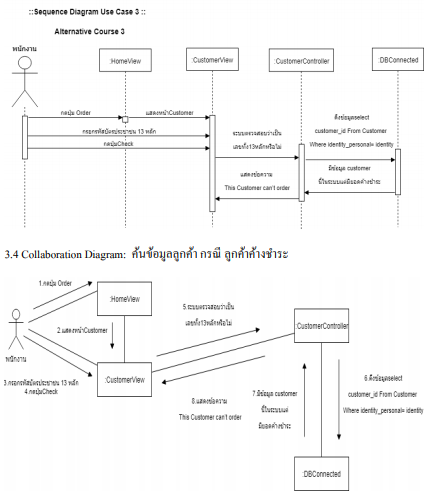 ::Sequence Diagram Use Case 3 ::
Alternative Course 3
พนักงาน
:HomeView
:CustomerView
:CustomerController
:DBConnected
กดปุ่ม Order
แสดงหน้าCustomer
กรอกรหัสบัตรประชาชน 13 หลัก
กดปุ่มCheck
ระบบตรวจสอบว่าเป็น
เลขทั้ง13หลักหรือไม่
ดึงข้อมูลselect
customer_id From Customer
Where identity_personal= identity
มีข้อมูล customer
นี้ในระบบแต่มียอดค้างชำระ
แสดงข้อความ
This Customer can't order
3.4 Collaboration Diagram: ค้นข้อมูลลูกค้า กรณี ลูกค้าค้างชำระ
1.กดปุ่ม Order
:HomeView
5.ระบบตรวจสอบว่าเป็น
เลขทั้ง13หลักหรือไม่
:CustomerController
2.แสดงหน้าCustomer
พนักงาน
3.กรอกรหัสบัตรประชาชน 13 หลัก
4.กดปุ่มCheck
:CustomerView
8.แสดงข้อความ
This Customer can't order
7.มีข้อมูล customer
นี้ในระบบแต่
มียอดค้างชำระ
6.ดึงข้อมูลselect
customer_id From Customer
Where identity_personal= identity
:DBConnected